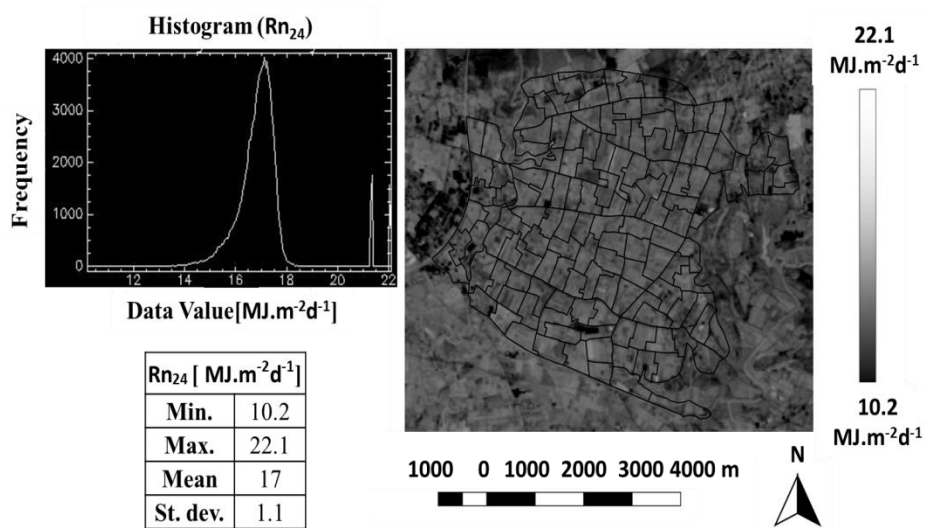 Histogram (Rn₂₄)
Frequency
4000
3000
2000
1000
0
12 14 16 18 20 22
Data Value[MJ.m⁻²d⁻¹]
Rn₂₄ [ MJ.m⁻²d⁻¹]
Min. 10.2
Max. 22.1
Mean 17
St. dev. 1.1
22.1
MJ.m⁻²d⁻¹
10.2
MJ.m⁻²d⁻¹
1000 0 1000 2000 3000 4000 m
N